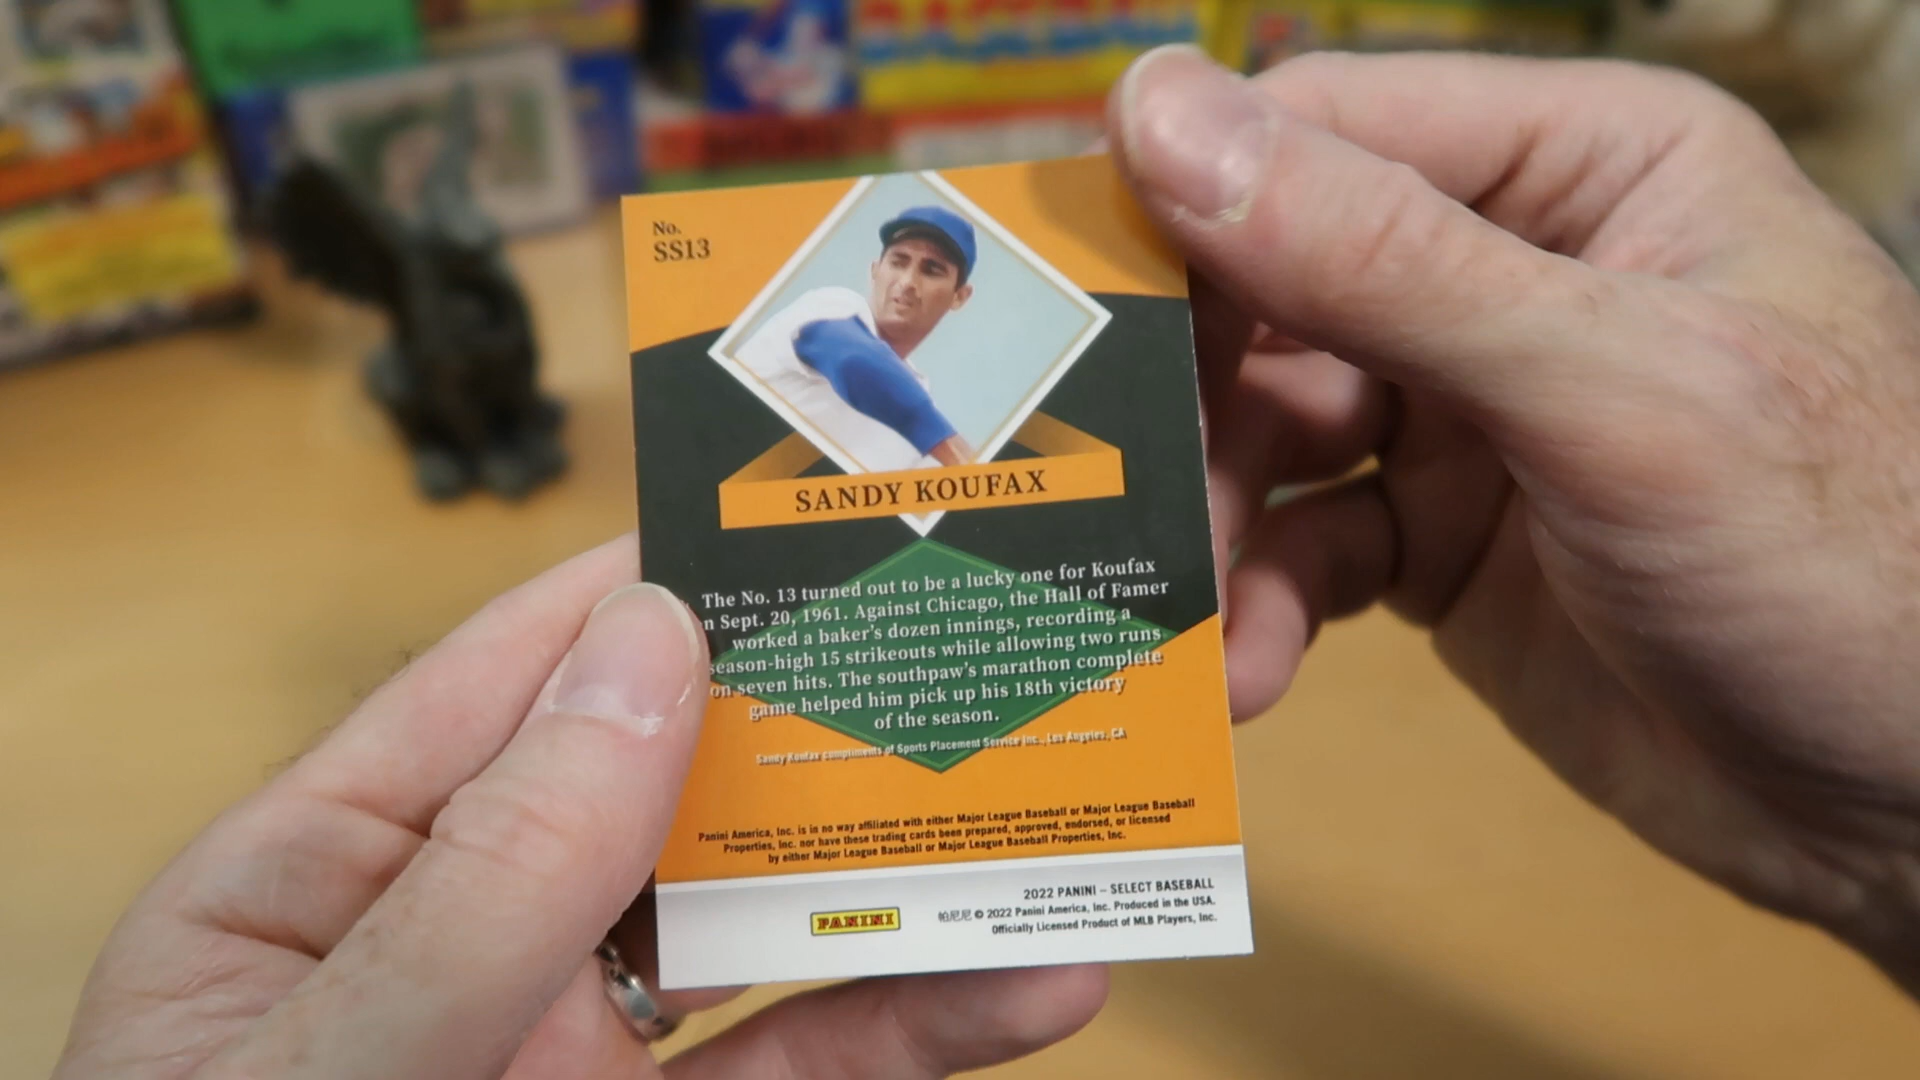 No.
SS13
SANDY KOUFAX
The No. 13 turned out to be a lucky one for Koufax
n Sept. 20, 1961. Against Chicago, the Hall of Famer
worked a baker's dozen innings, recording a
season-high 15 strikeouts while allowing two runs
on seven hits. The southpaw's marathon complete
game helped him pick up his 18th victory
of the season.
Sandy Koufax compliments of Sports Placement Service Inc., Los Angeles, CA
Panini America, Inc. is in no way affiliated with either Major League Baseball or Major League Baseball
Properties, Inc. nor have these trading cards been prepared, approved, endorsed, or licensed
by either Major League Baseball or Major League Baseball Properties, Inc.
PANINI
2022 PANINI – SELECT BASEBALL
帕尼尼 © 2022 Panini America, Inc. Produced in the USA.
Officially Licensed Product of MLB Players, Inc.